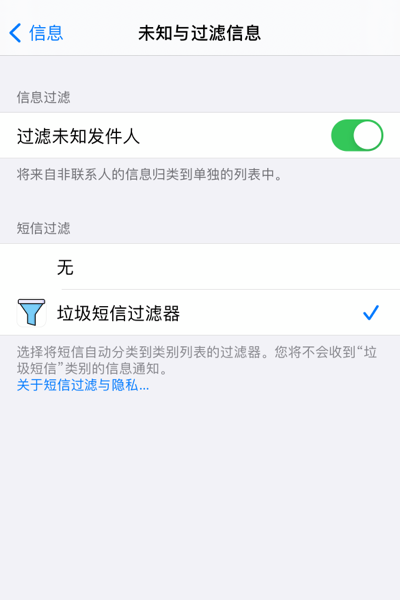 信息
未知与过滤信息
信息过滤
过滤未知发件人
将来自非联系人的信息归类到单独的列表中。
短信过滤
无
垃圾短信过滤器
选择将短信自动分类到类别列表的过滤器。您将不会收到“垃
圾短信”类别的信息通知。
关于短信过滤与隐私...